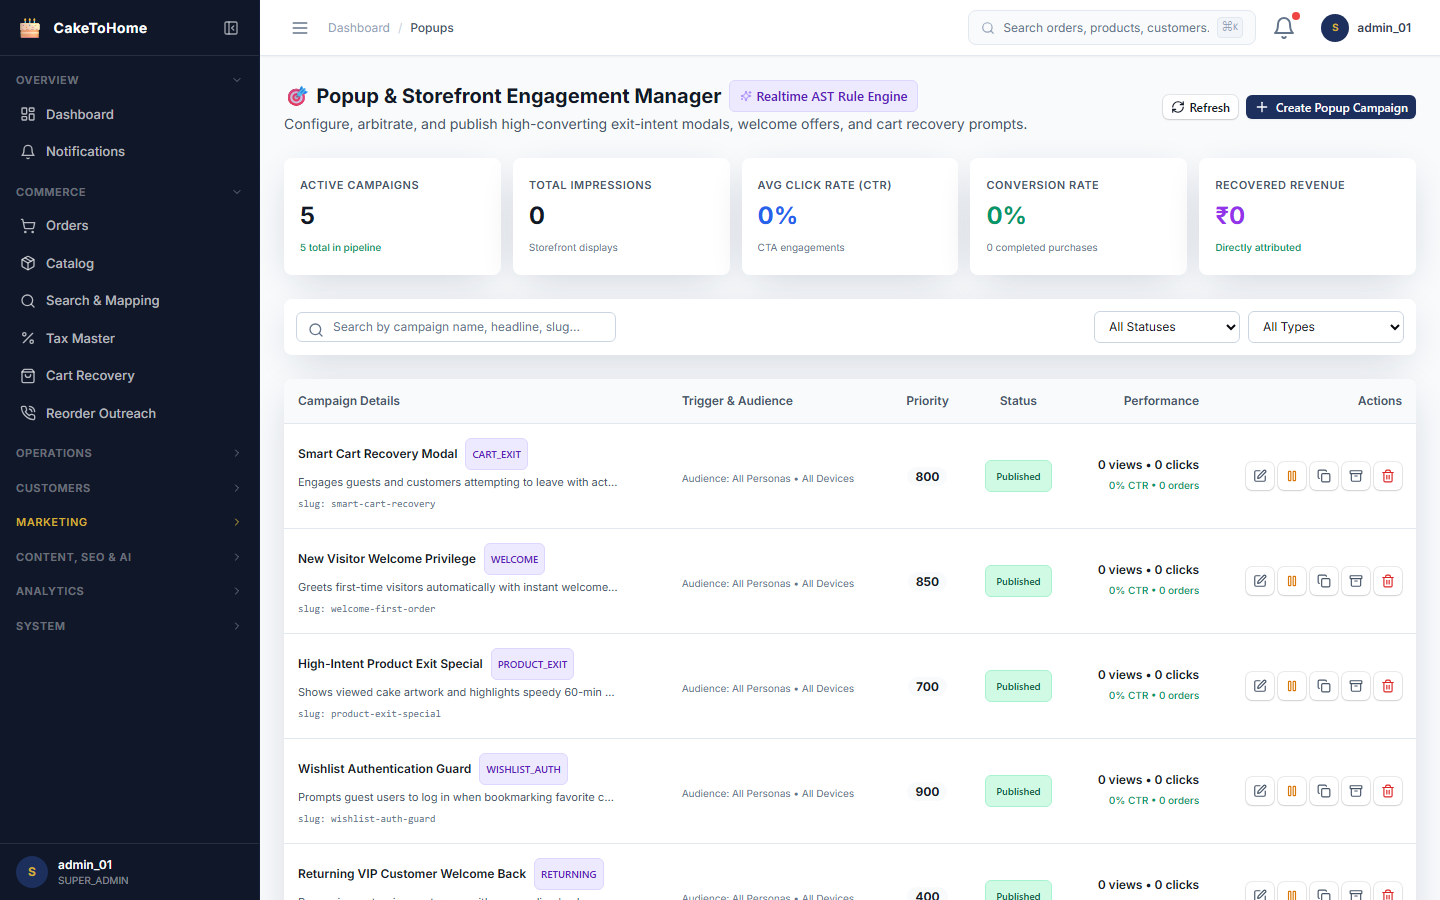 CakeToHome
OVERVIEW
Dashboard
Notifications
COMMERCE
Orders
Catalog
Search & Mapping
Tax Master
Cart Recovery
Reorder Outreach
OPERATIONS
CUSTOMERS
MARKETING
CONTENT, SEO & AI
ANALYTICS
SYSTEM
S admin_01
SUPER_ADMIN
Dashboard / Popups
Search orders, products, customers. ⌘K
S admin_01
Popup & Storefront Engagement Manager Realtime AST Rule Engine
Configure, arbitrate, and publish high-converting exit-intent modals, welcome offers, and cart recovery prompts.
Refresh
Create Popup Campaign
ACTIVE CAMPAIGNS
5
5 total in pipeline
TOTAL IMPRESSIONS
0
Storefront displays
AVG CLICK RATE (CTR)
0%
CTA engagements
CONVERSION RATE
0%
0 completed purchases
RECOVERED REVENUE
₹0
Directly attributed
Search by campaign name, headline, slug...
All Statuses
All Types
Campaign Details Trigger & Audience Priority Status Performance Actions
Smart Cart Recovery Modal CART_EXIT
Engages guests and customers attempting to leave with act...
slug: smart-cart-recovery
Audience: All Personas • All Devices
800
Published
0 views • 0 clicks
0% CTR • 0 orders
New Visitor Welcome Privilege WELCOME
Greets first-time visitors automatically with instant welcome...
slug: welcome-first-order
Audience: All Personas • All Devices
850
Published
0 views • 0 clicks
0% CTR • 0 orders
High-Intent Product Exit Special PRODUCT_EXIT
Shows viewed cake artwork and highlights speedy 60-min ...
slug: product-exit-special
Audience: All Personas • All Devices
700
Published
0 views • 0 clicks
0% CTR • 0 orders
Wishlist Authentication Guard WISHLIST_AUTH
Prompts guest users to log in when bookmarking favorite c...
slug: wishlist-auth-guard
Audience: All Personas • All Devices
900
Published
0 views • 0 clicks
0% CTR • 0 orders
Returning VIP Customer Welcome Back RETURNING
Audience: All Personas • All Devices
400
Published
0 views • 0 clicks